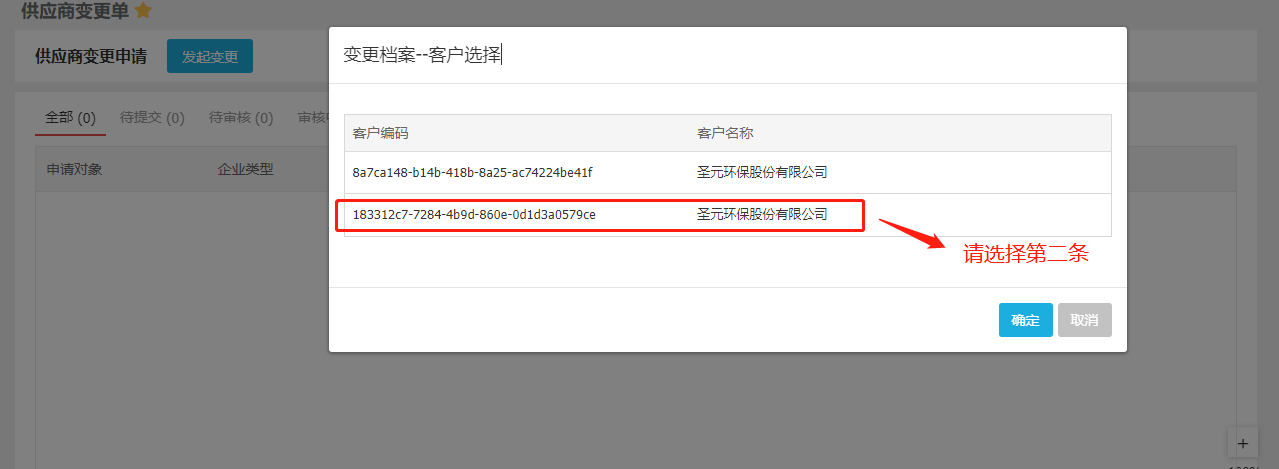 供应商变更单
变更档案--客户选择
供应商变更申请 发起变更
全部 (0) 待提交 (0) 待审核 (0) 审核
申请对象 企业类型
客户编码 客户名称
8a7ca148-b14b-418b-8a25-ac74224be41f 圣元环保股份有限公司
183312c7-7284-4b9d-860e-0d1d3a0579ce 圣元环保股份有限公司
请选择第二条
确定 取消
+